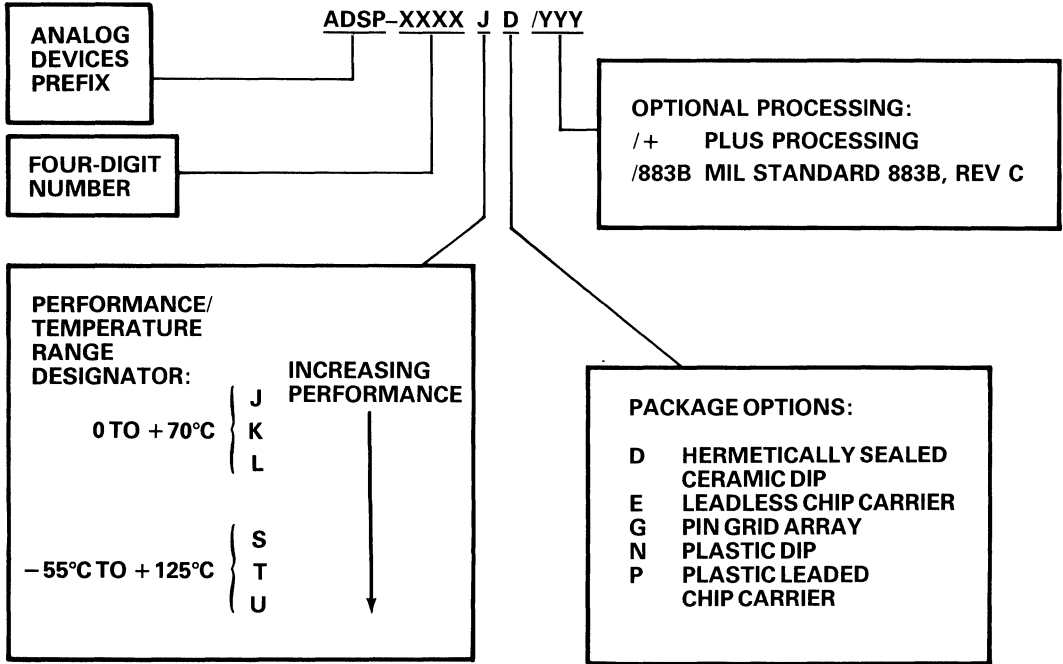 ADSP-XXXX J D /YYY
ANALOG
DEVICES
PREFIX
FOUR-DIGIT
NUMBER
OPTIONAL PROCESSING:
/+ PLUS PROCESSING
/883B MIL STANDARD 883B, REV C
PERFORMANCE/
TEMPERATURE
RANGE
DESIGNATOR:
INCREASING
PERFORMANCE
J
0 TO +70°C K
L
S
−55°C TO +125°C T
U
PACKAGE OPTIONS:
D HERMETICALLY SEALED
CERAMIC DIP
E LEADLESS CHIP CARRIER
G PIN GRID ARRAY
N PLASTIC DIP
P PLASTIC LEADED
CHIP CARRIER